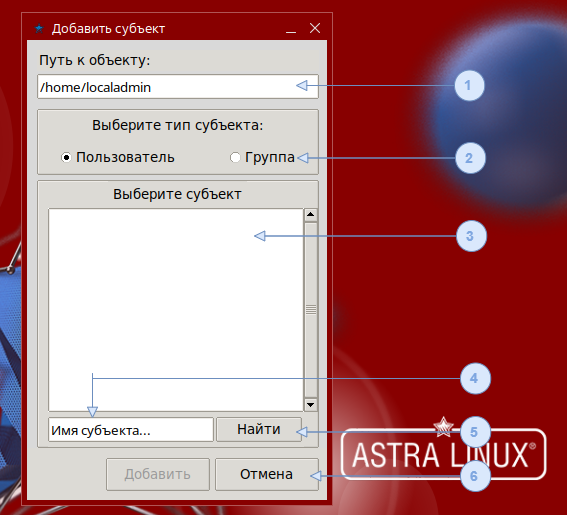 Добавить субъект
Путь к объекту:
/home/localadmin
1
Выберите тип субъекта:
Пользователь Группа
2
Выберите субъект
3
4
Имя субъекта... Найти
5
ASTRA LINUX®
Добавить Отмена
6